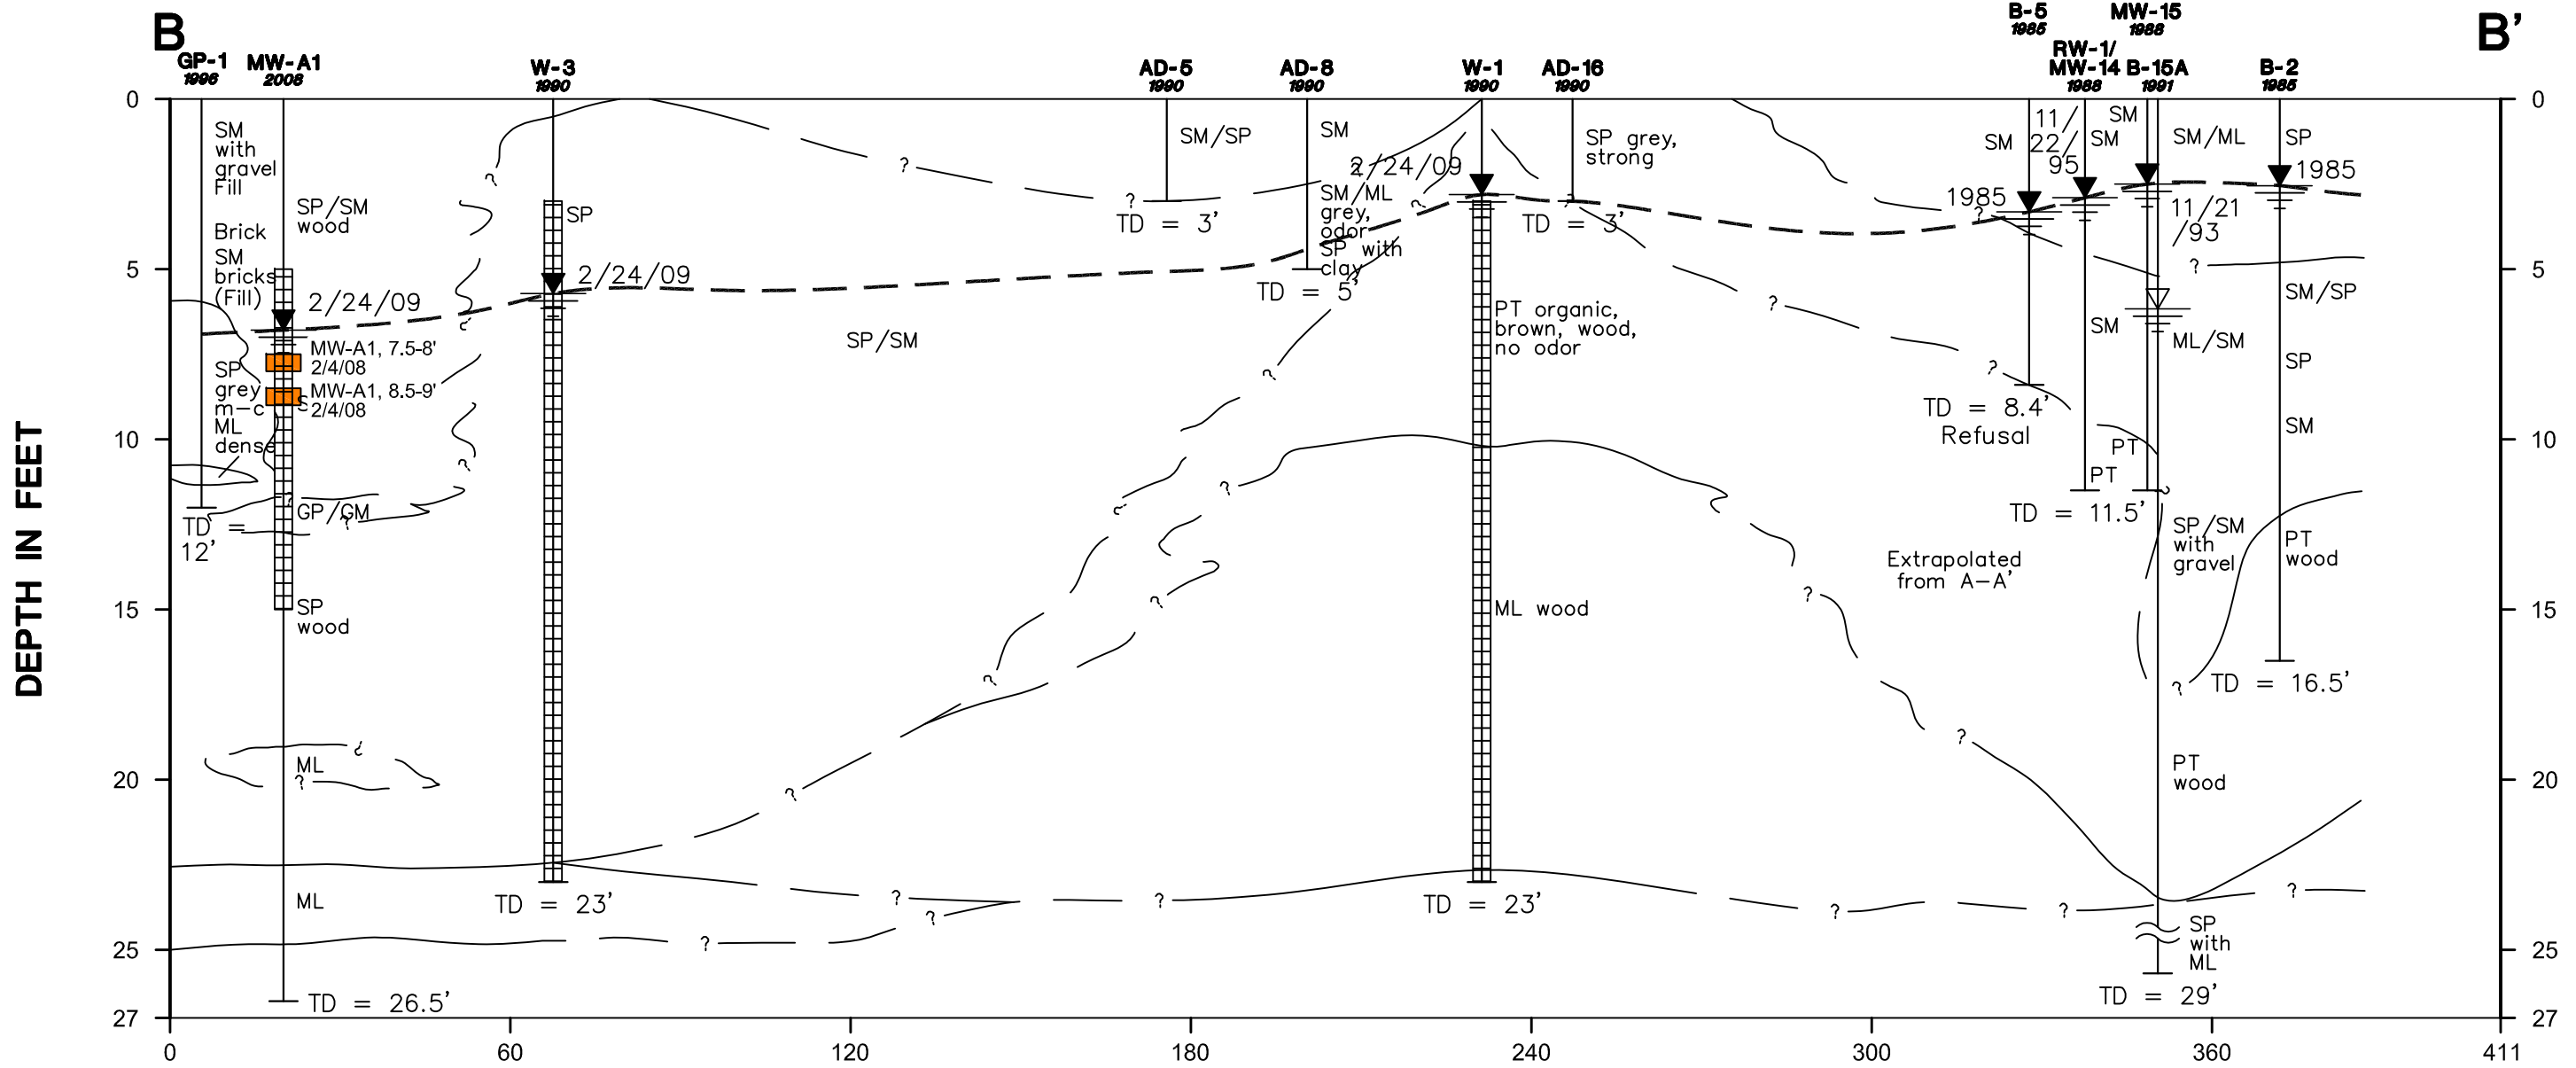 B
B'
B-5
1985
MW-15
1988
GP-1
1996
MW-A1
2008
W-3
1990
AD-5
1990
AD-8
1990
W-1
1990
AD-16
1990
RW-1/
MW-14
1988
B-15A
1991
B-2
1985
DEPTH IN FEET
0
5
10
15
20
25
27
SM
with
gravel
Fill
Brick
SM
bricks
(Fill)
SP
grey
m-c
ML
dense
TD =
12'
SP/SM
wood
2/24/09
MW-A1, 7.5-8'
2/4/08
MW-A1, 8.5-9'
2/4/08
GP/GM
SP
wood
ML
ML
TD = 26.5'
SP
2/24/09
TD = 23'
SP/SM
SM/SP
TD = 3'
SM
SM/ML
grey,
odor
SP with
clay
TD = 5'
2/24/09
PT organic,
brown, wood,
no odor
ML wood
TD = 23'
SP grey,
strong
TD = 3'
Extrapolated
from A-A'
SM
1985
TD = 8.4'
Refusal
11/
22/
95
SM
SM
PT
TD = 11.5'
SM
PT
SM/ML
11/21
/93
ML/SM
SP/SM
with
gravel
PT
wood
SP
with
ML
TD = 29'
SP
1985
SM/SP
SP
SM
PT
wood
TD = 16.5'
0
5
10
15
20
25
27
0
60
120
180
240
300
360
411
? ? ? ? ? ? ? ? ? ? ? ? ? ? ? ? ? ? ? ? ? ? ? ? ? ? ? ? ?